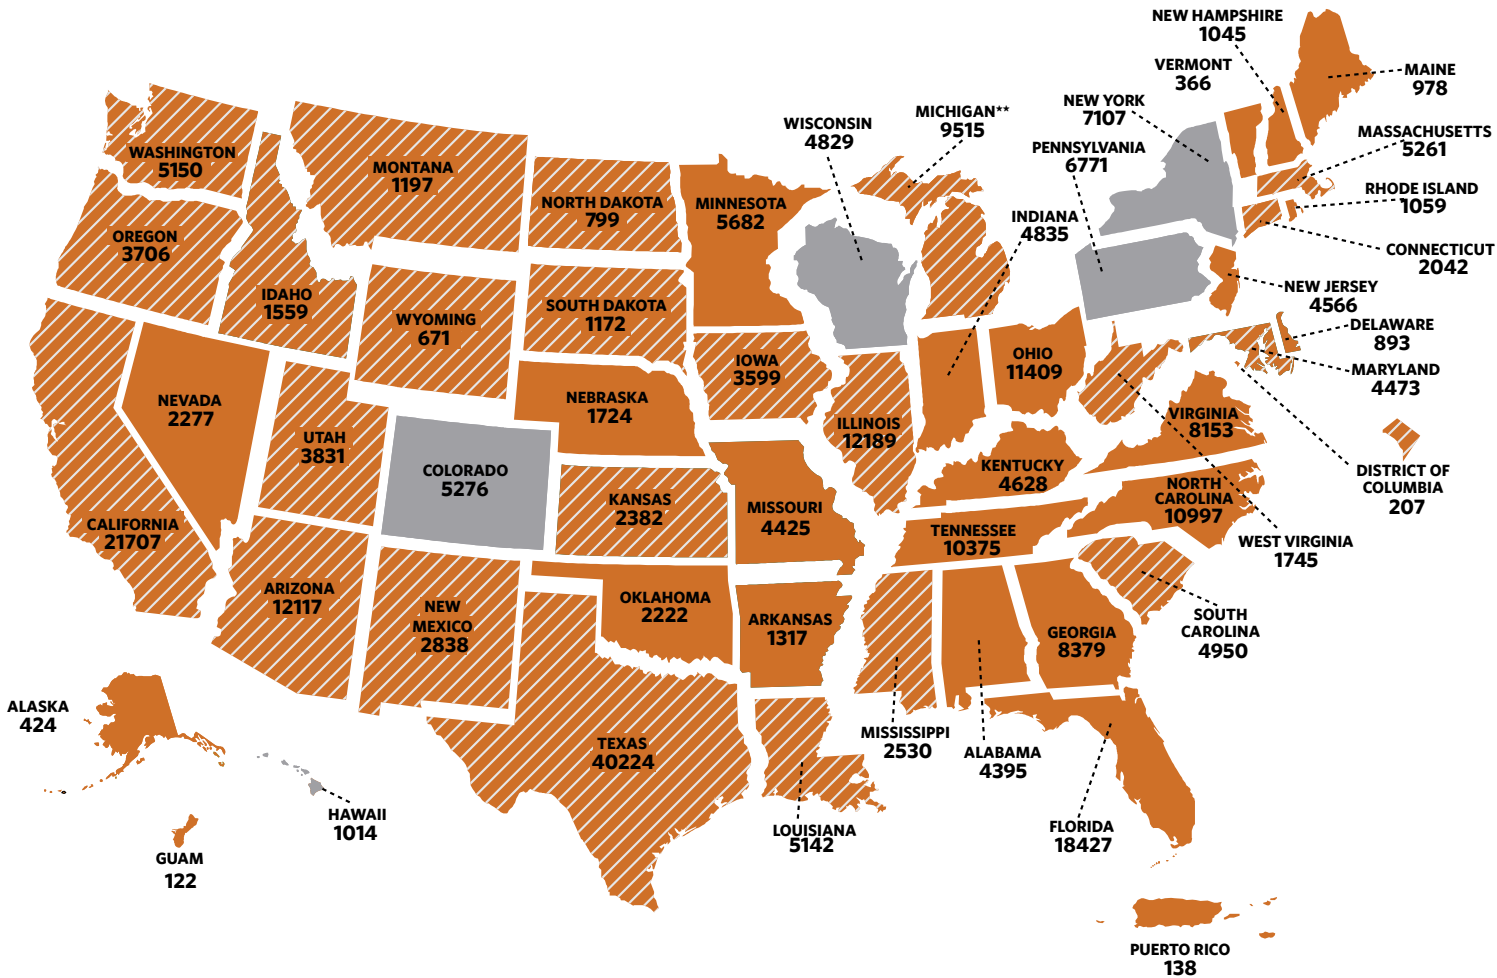 NEW HAMPSHIRE
1045
VERMONT
366
MAINE
978
NEW YORK
7107
MICHIGAN**
9515
WISCONSIN
4829
PENNSYLVANIA
6771
MASSACHUSETTS
5261
WASHINGTON
5150
MONTANA
1197
RHODE ISLAND
1059
NORTH DAKOTA
799
MINNESOTA
5682
INDIANA
4835
OREGON
3706
CONNECTICUT
2042
IDAHO
1559
WYOMING
671
SOUTH DAKOTA
1172
NEW JERSEY
4566
DELAWARE
893
IOWA
3599
OHIO
11409
MARYLAND
4473
NEVADA
2277
NEBRASKA
1724
ILLINOIS
12189
VIRGINIA
8153
UTAH
3831
COLORADO
5276
KENTUCKY
4628
DISTRICT OF
COLUMBIA
207
KANSAS
2382
MISSOURI
4425
NORTH
CAROLINA
10997
CALIFORNIA
21707
TENNESSEE
10375
WEST VIRGINIA
1745
ARIZONA
12117
NEW
MEXICO
2838
OKLAHOMA
2222
ARKANSAS
1317
GEORGIA
8379
SOUTH
CAROLINA
4950
ALASKA
424
TEXAS
40224
MISSISSIPPI
2530
ALABAMA
4395
HAWAII
1014
LOUISIANA
5142
FLORIDA
18427
GUAM
122
PUERTO RICO
138